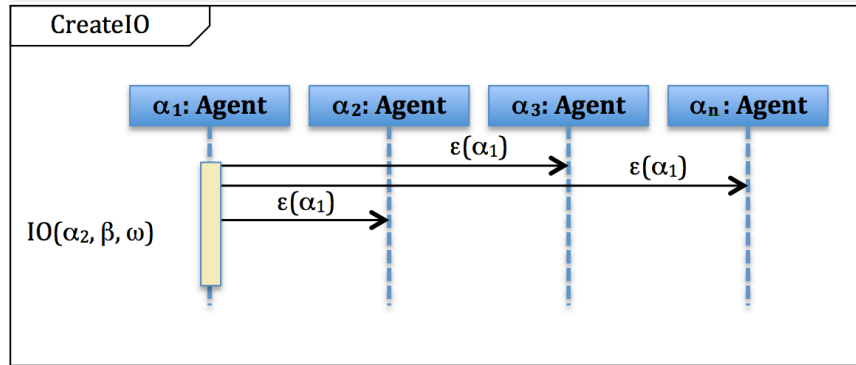 CreateIO
α₁: Agent
α₂: Agent
α₃: Agent
αₙ: Agent
ε(α₁)
ε(α₁)
ε(α₁)
IO(α₂, β, ω)